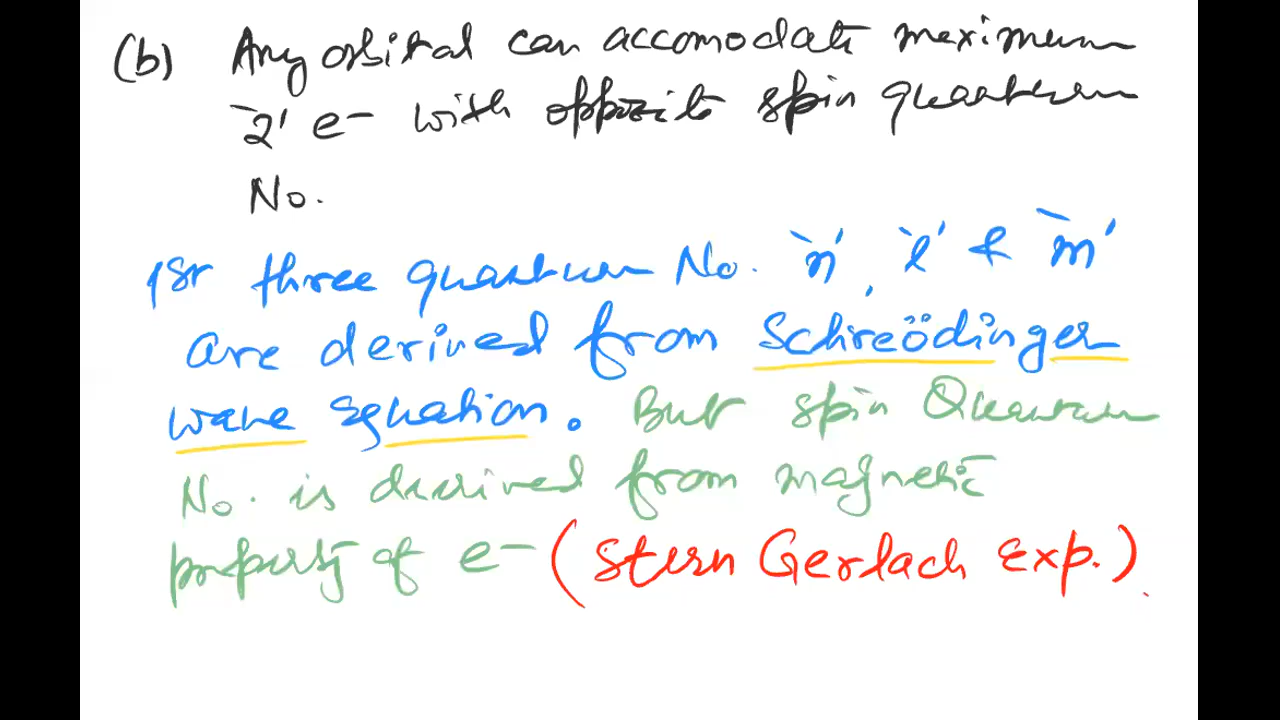 (b) Any orbital can accomodate maximum
'2' e- with opposite spin quantum
No.
1st three quantum No. 'n', 'l' & 'm'
are derived from Schreödinger
wave equation. But spin Quantum
No. is derived from magnetic
property of e- (Stern Gerlach Exp.).